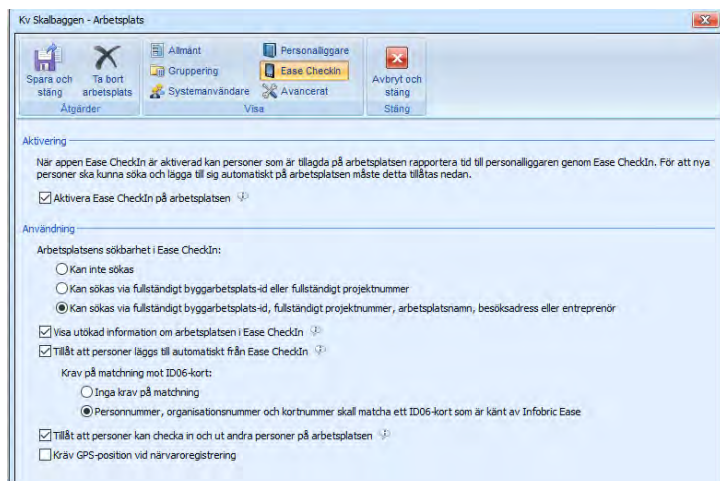 Kv Skalbaggen - Arbetsplats
Spara och stäng
Ta bort arbetsplats
Åtgärder
Allmänt
Gruppering
Systemanvändare
Personalliggare
Ease CheckIn
Avancerat
Visa
Avbryt och stäng
Stäng
Aktivering
När appen Ease CheckIn är aktiverad kan personer som är tillagda på arbetsplatsen rapportera tid till personalliggaren genom Ease CheckIn. För att nya
personer ska kunna söka och lägga till sig automatiskt på arbetsplatsen måste detta tillåtas nedan.
Aktivera Ease CheckIn på arbetsplatsen
Användning
Arbetsplatsens sökbarhet i Ease CheckIn:
Kan inte sökas
Kan sökas via fullständigt byggarbetsplats-id eller fullständigt projektnummer
Kan sökas via fullständigt byggarbetsplats-id, fullständigt projektnummer, arbetsplatsnamn, besöksadress eller entreprenör
Visa utökad information om arbetsplatsen i Ease CheckIn
Tillåt att personer läggs till automatiskt från Ease CheckIn
Krav på matchning mot ID06-kort:
Inga krav på matchning
Personnummer, organisationsnummer och kortnummer skall matcha ett ID06-kort som är känt av Infobric Ease
Tillåt att personer kan checka in och ut andra personer på arbetsplatsen
Kräv GPS-position vid närvaroregistrering